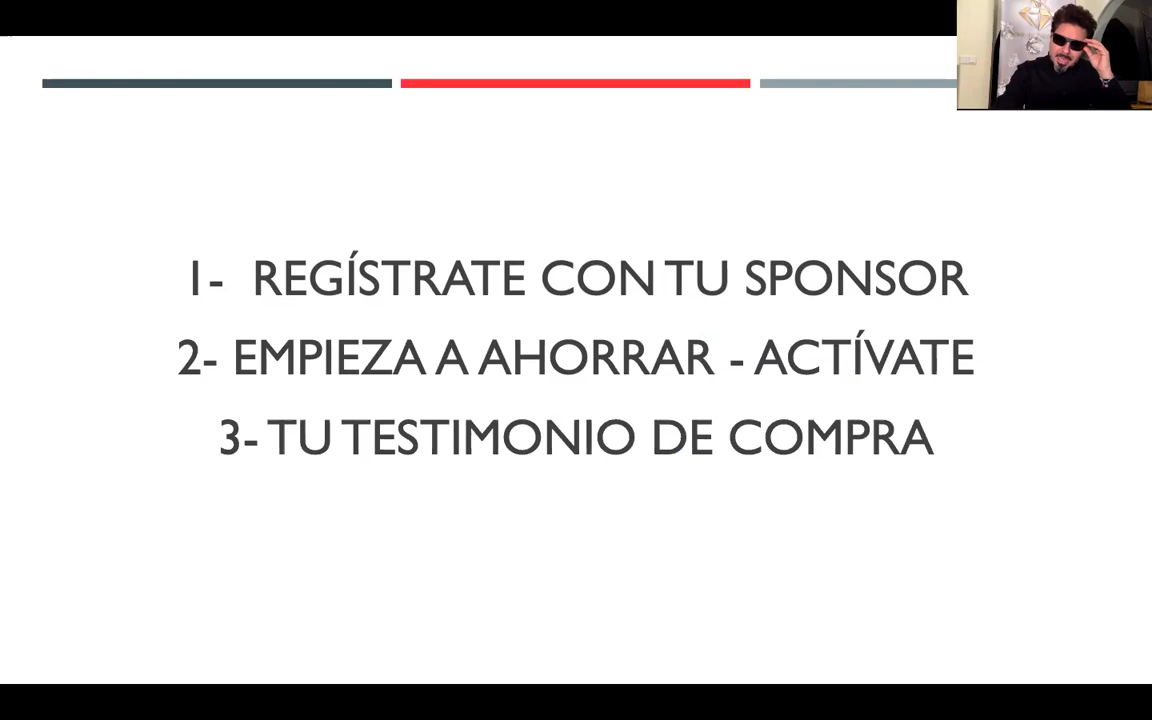 1- REGÍSTRATE CON TU SPONSOR
2- EMPIEZA A AHORRAR - ACTÍVATE
3- TU TESTIMONIO DE COMPRA